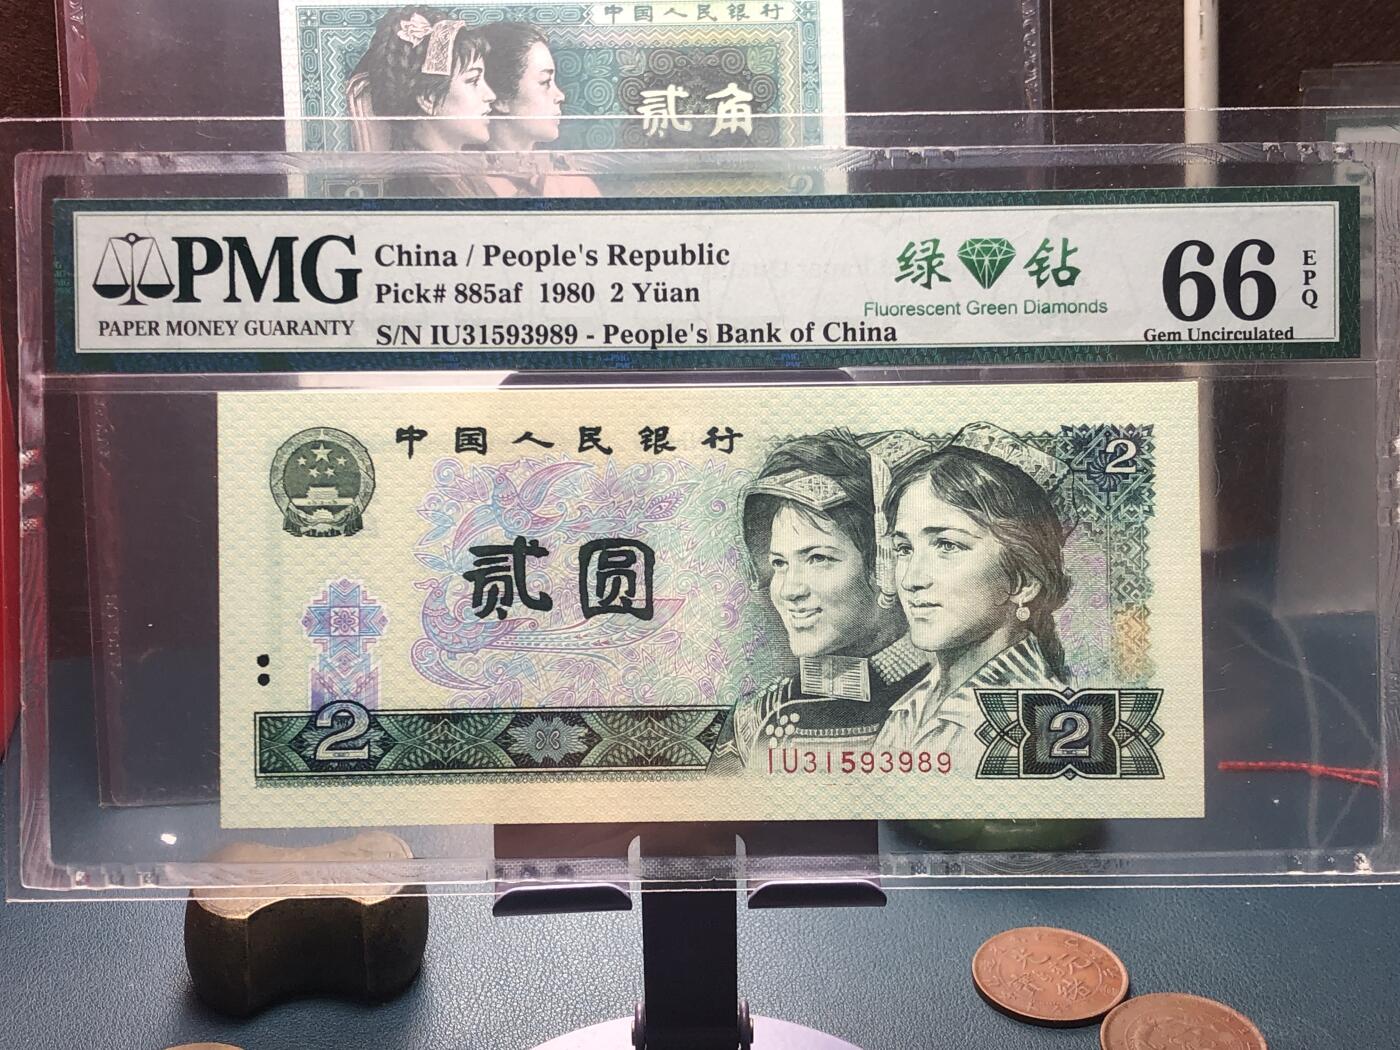 中国人民银行
贰角
PMG
PAPER MONEY GUARANTY
China / People's Republic
Pick# 885af 1980 2 Yüan
S/N IU31593989 - People's Bank of China
绿钻
Fluorescent Green Diamonds
66
EPQ
Gem Uncirculated
中国人民银行
2
贰圆
2
2
IU31593989